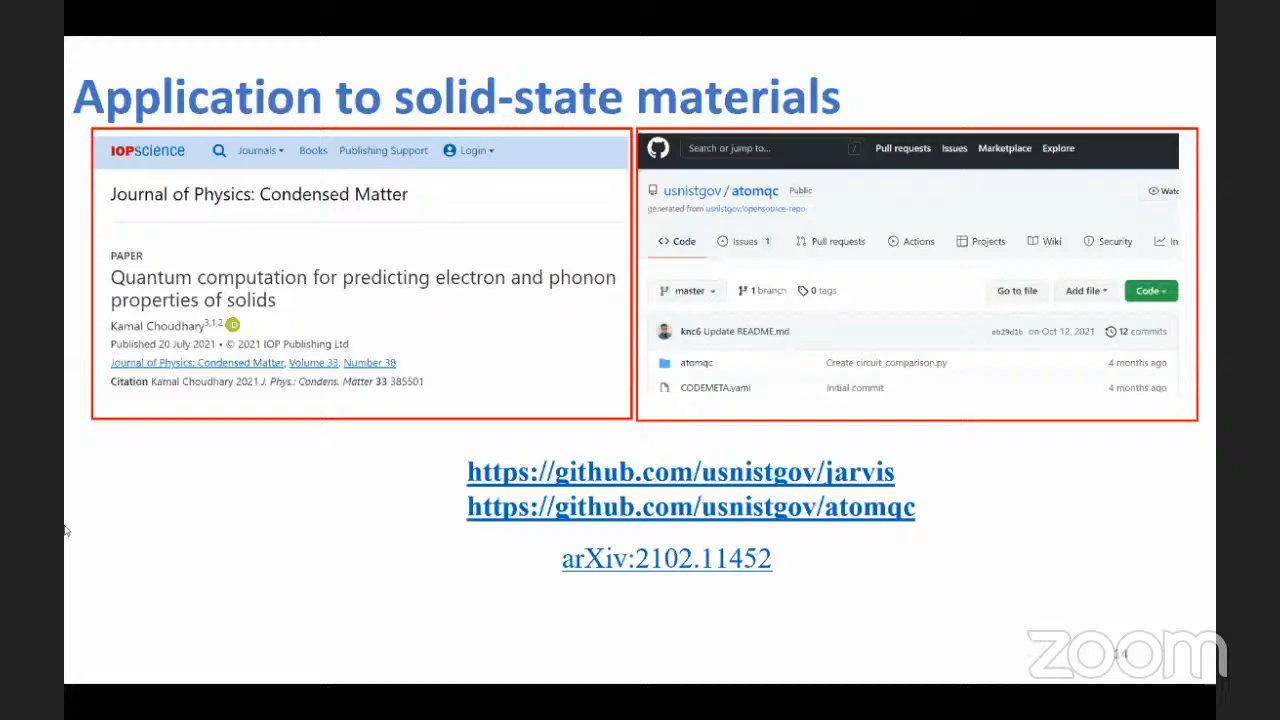 Application to solid-state materials
IOPSCIENCE Journals Books Publishing Support Login
Journal of Physics: Condensed Matter
PAPER
Quantum computation for predicting electron and phonon
properties of solids
Kamal Choudhary3,1,2 iD
Published 20 July 2021 • © 2021 IOP Publishing Ltd
Journal of Physics: Condensed Matter, Volume 33, Number 38
Citation Kamal Choudhary 2021 J. Phys.: Condens. Matter 33 385501
Search or jump to... / Pull requests Issues Marketplace Explore
usnistgov / atomqc Public Watc
generated from usnistgov/opensource-repo
<> Code Issues 1 Pull requests Actions Projects Wiki Security In
master 1 branch 0 tags Go to file Add file Code
knc6 Update README.md eb29d3b on Oct 12, 2021 12 commits
atomqc Create circuit_comparison.py 4 months ago
CODEMETA.yaml Initial commit 4 months ago
https://github.com/usnistgov/jarvis
https://github.com/usnistgov/atomqc
arXiv:2102.11452
14
zoom